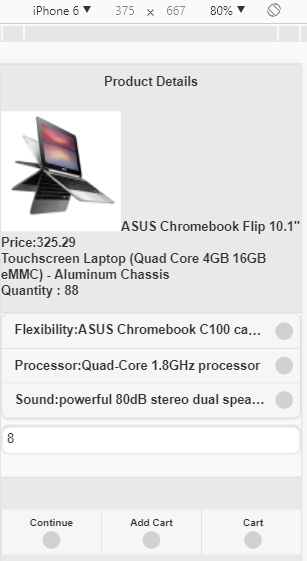 iPhone 6 ▼ 375 × 667 80% ▼
Product Details
ASUS Chromebook Flip 10.1"
Price:325.29
Touchscreen Laptop (Quad Core 4GB 16GB
eMMC) - Aluminum Chassis
Quantity : 88
Flexibility:ASUS Chromebook C100 ca...
Processor:Quad-Core 1.8GHz processor
Sound:powerful 80dB stereo dual spea...
8
Continue Add Cart Cart